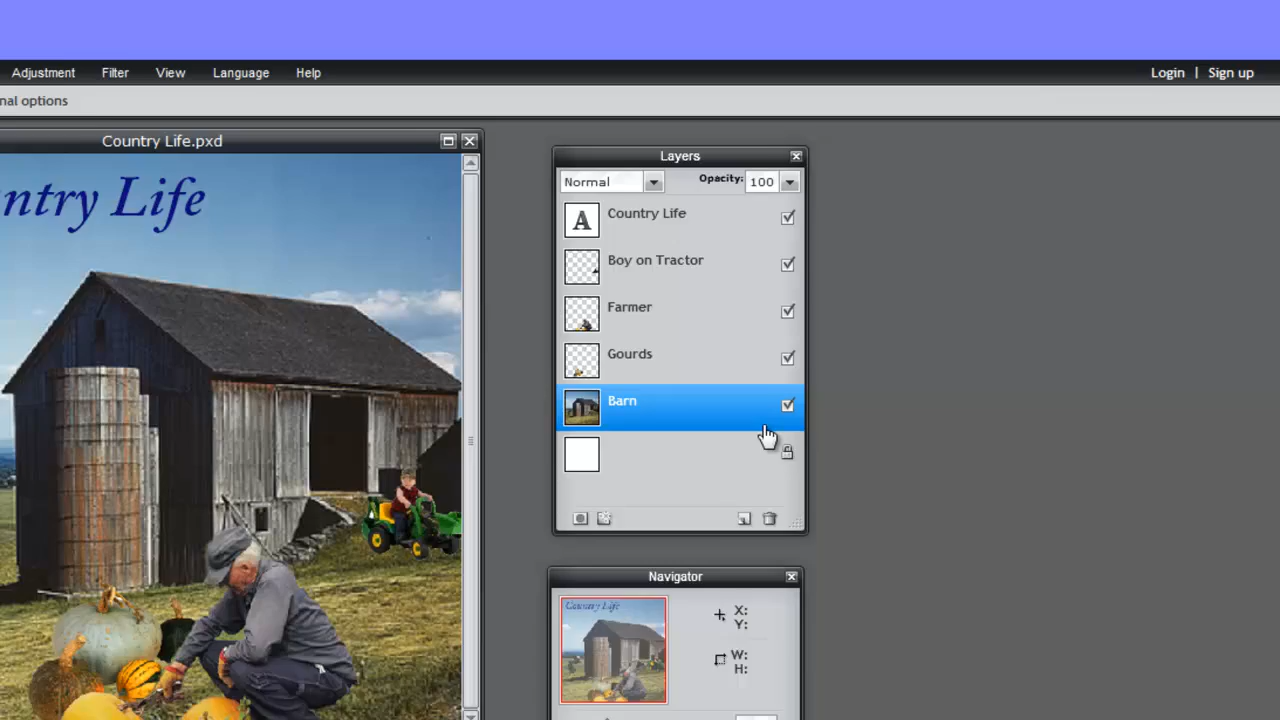 Adjustment Filter View Language Help Login | Sign up
nal options
Country Life.pxd
ntry Life
Layers
Normal Opacity: 100
A Country Life
Boy on Tractor
Farmer
Gourds
Barn
Navigator
Country Life
X:
Y:
W:
H: